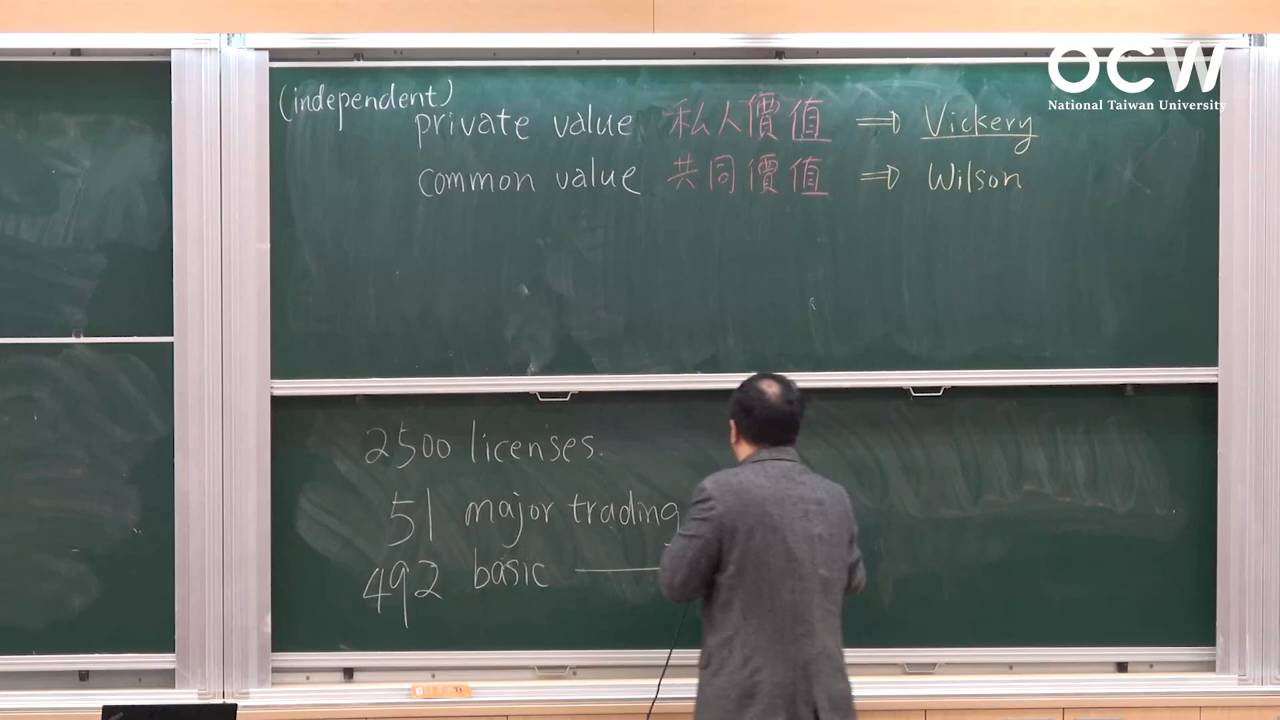 OCW
National Taiwan University
(independent)
private value 私人價值 ⇒ Vickery
common value 共同價值 ⇒ Wilson
2500 licenses.
51 major trading
492 basic ——